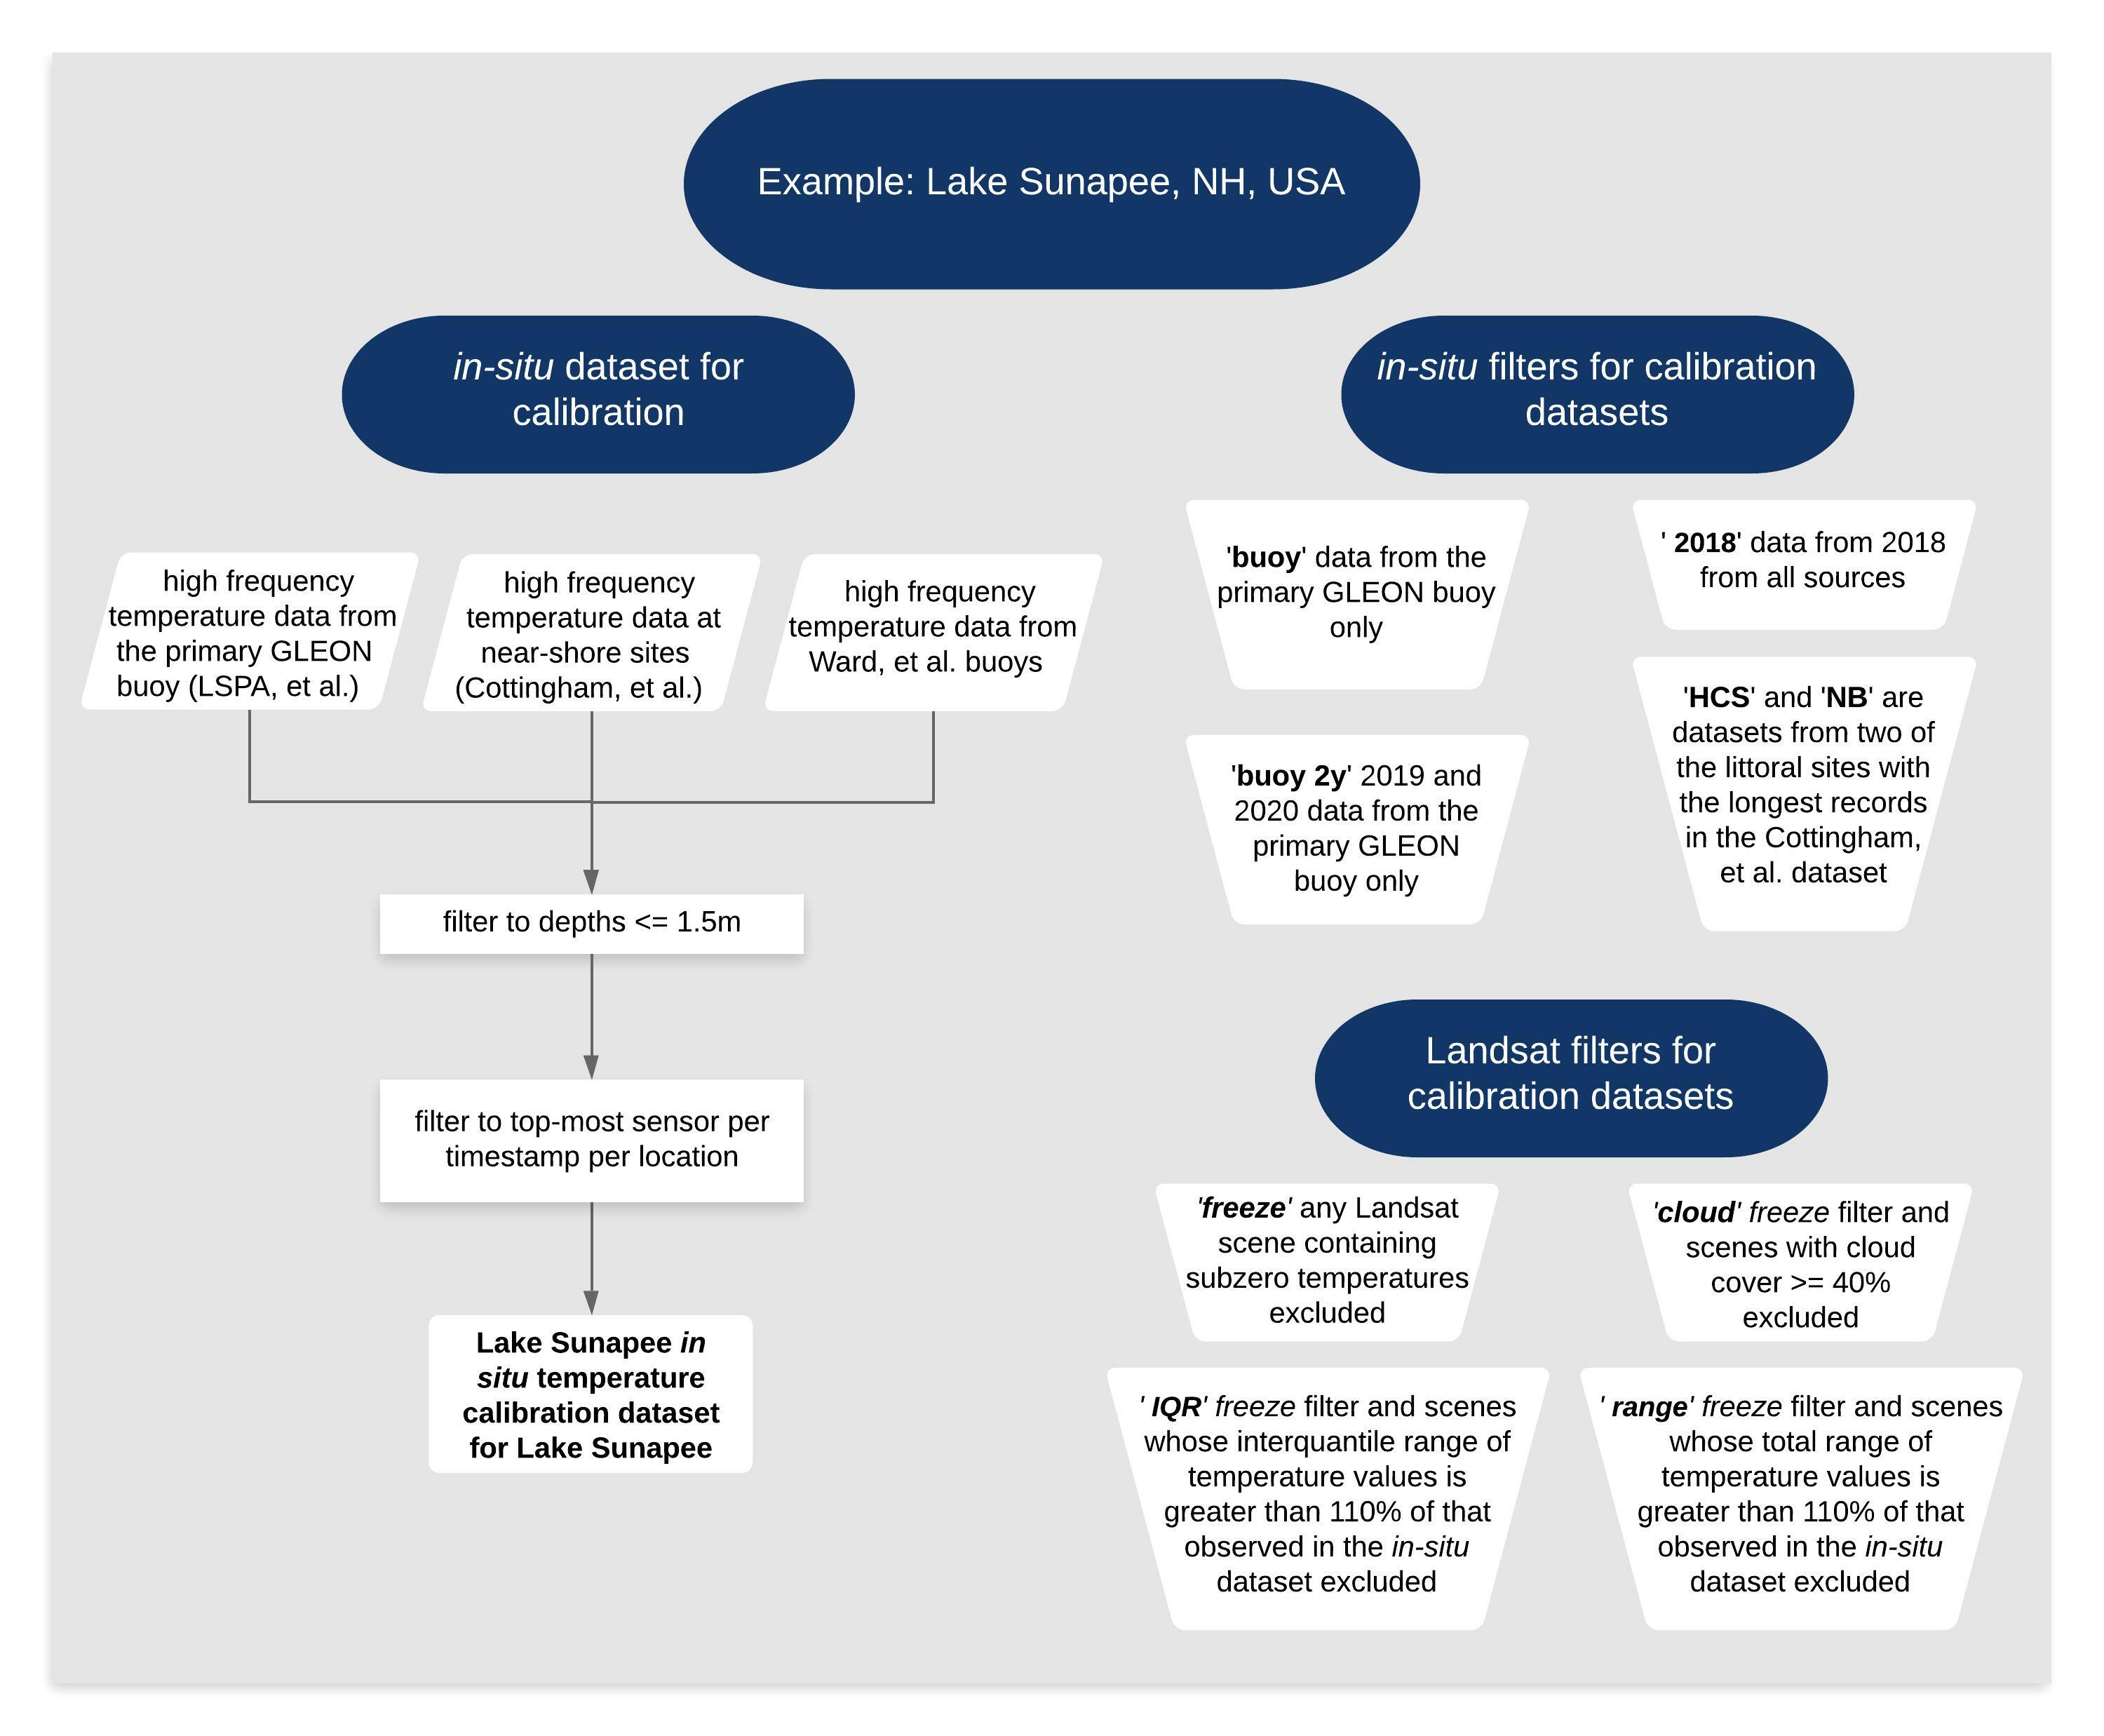 Example: Lake Sunapee, NH, USA
in-situ dataset for
calibration
high frequency
temperature data from
the primary GLEON
buoy (LSPA, et al.)
high frequency
temperature data at
near-shore sites
(Cottingham, et al.)
high frequency
temperature data from
Ward, et al. buoys
filter to depths <= 1.5m
filter to top-most sensor per
timestamp per location
Lake Sunapee in
situ temperature
calibration dataset
for Lake Sunapee
in-situ filters for calibration
datasets
'buoy' data from the
primary GLEON buoy
only
' 2018' data from 2018
from all sources
'buoy 2y' 2019 and
2020 data from the
primary GLEON
buoy only
'HCS' and 'NB' are
datasets from two of
the littoral sites with
the longest records
in the Cottingham,
et al. dataset
Landsat filters for
calibration datasets
'freeze' any Landsat
scene containing
subzero temperatures
excluded
'cloud' freeze filter and
scenes with cloud
cover >= 40%
excluded
' IQR' freeze filter and scenes
whose interquantile range of
temperature values is
greater than 110% of that
observed in the in-situ
dataset excluded
' range' freeze filter and scenes
whose total range of
temperature values is
greater than 110% of that
observed in the in-situ
dataset excluded